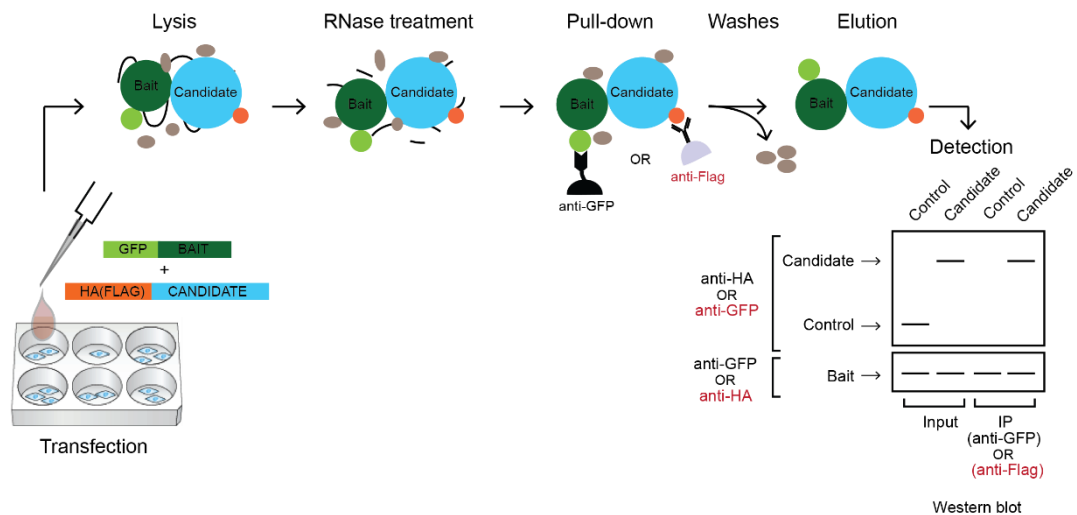 Lysis
RNase treatment
Pull-down
Washes
Elution
Bait
Candidate
Bait
Candidate
Bait
Candidate
Bait
Candidate
OR
anti-GFP
anti-Flag
Detection
GFP BAIT
+
HA(FLAG) CANDIDATE
Transfection
Control
Candidate
Control
Candidate
anti-HA
OR
anti-GFP
Candidate
Control
anti-GFP
OR
anti-HA
Bait
Input
IP
(anti-GFP)
OR
(anti-Flag)
Western blot